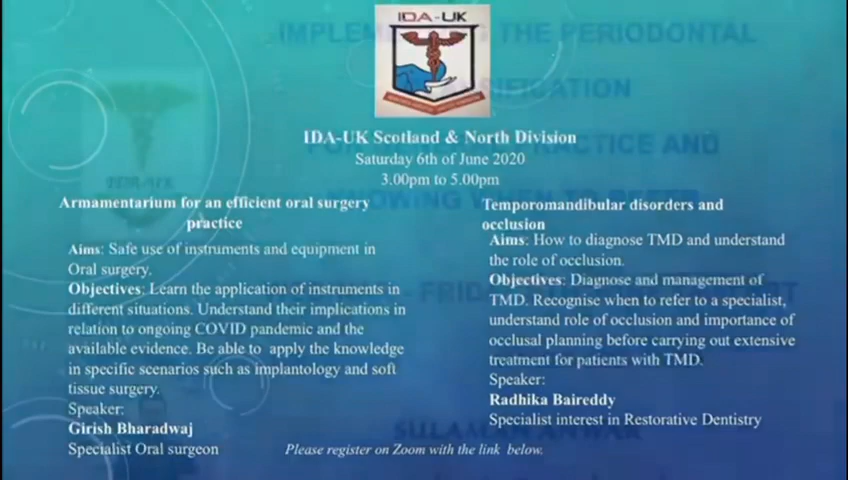 IDA-UK
IMPLEMENTING THE PERIODONTAL
IDA-UK Scotland & North Division
Saturday 6th of June 2020
3.00pm to 5.00pm
Armamentarium for an efficient oral surgery
practice
Aims: Safe use of instruments and equipment in
Oral surgery.
Objectives: Learn the application of instruments in
different situations. Understand their implications in
relation to ongoing COVID pandemic and the
available evidence. Be able to apply the knowledge
in specific scenarios such as implantology and soft
tissue surgery.
Speaker:
Girish Bharadwaj
Specialist Oral surgeon
Temporomandibular disorders and
occlusion
Aims: How to diagnose TMD and understand
the role of occlusion.
Objectives: Diagnose and management of
TMD. Recognise when to refer to a specialist,
understand role of occlusion and importance of
occlusal planning before carrying out extensive
treatment for patients with TMD.
Speaker:
Radhika Baireddy
Specialist interest in Restorative Dentistry
Please register on Zoom with the link below.
SULAMAN ANWAR